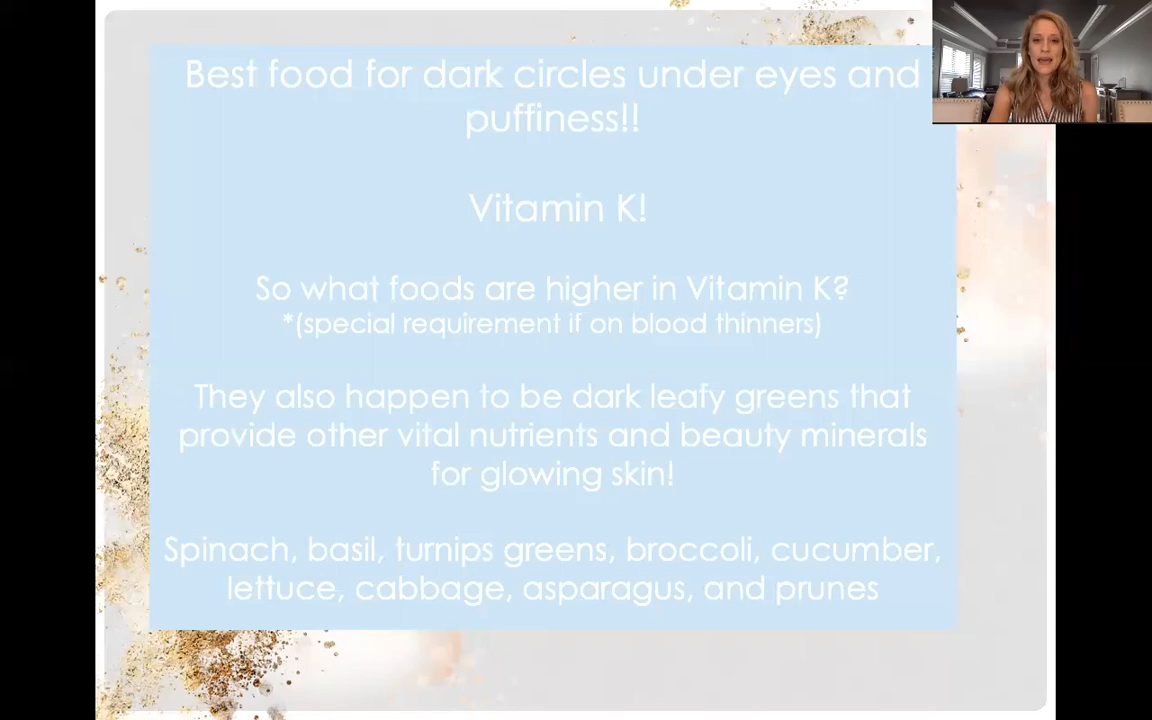 Best food for dark circles under eyes and
puffiness!!
Vitamin K!
So what foods are higher in Vitamin K?
*(special requirement if on blood thinners)
They also happen to be dark leafy greens that
provide other vital nutrients and beauty minerals
for glowing skin!
Spinach, basil, turnips greens, broccoli, cucumber,
lettuce, cabbage, asparagus, and prunes